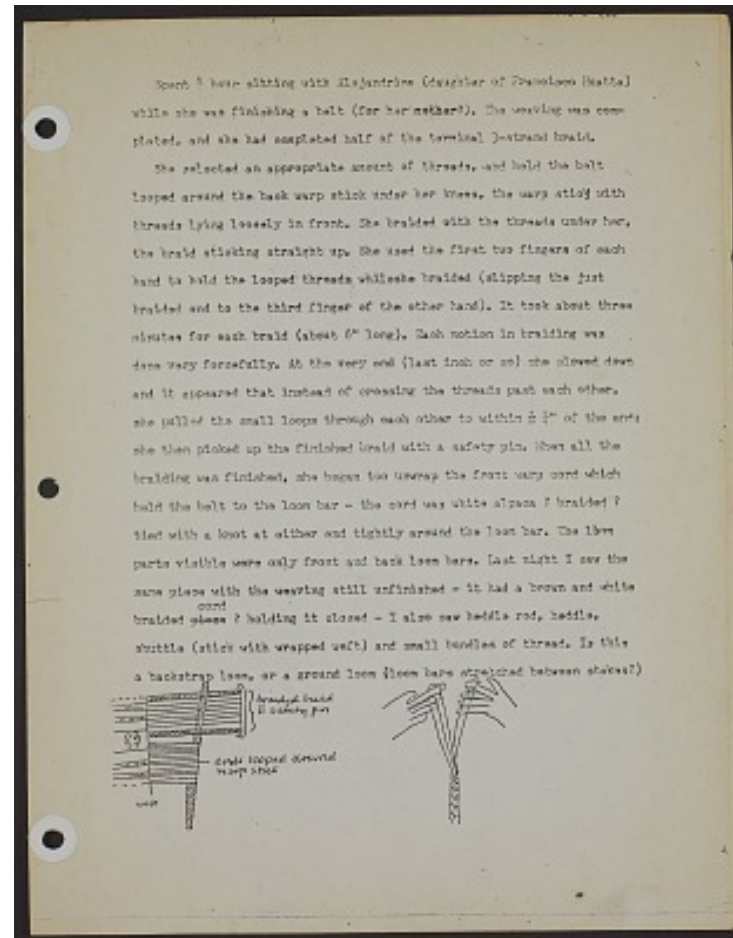 Spent ½ hour sitting with Alejandrina (daughter of Francisco Huatta)
while she was finishing a belt (for her mother?). The weaving was com-
pleted, and she had completed half of the terminal 3-strand braid.
She selected an appropriate amount of threads, and held the belt
looped around the back warp stick under her knees, the warp stick with
threads lying loosely in front. She braided with the threads under her,
the braid sticking straight up. She used the first two fingers of each
hand to hold the looped threads whileshe braided (slipping the just
braided end to the third finger of the other hand). It took about three
minutes for each braid (about 6" long). Each motion in braiding was
done very forcefully. At the very end (last inch or so) she slowed down
and it appeared that instead of crossing the threads past each other,
she pulled the small loops through each other to within ½" of the end;
she then picked up the finished braid with a safety pin. When all the
braiding was finished, she began too unwrap the front warp cord which
held the belt to the loom bar - the cord was white alpaca ? braided ?
tied with a knot at either end tightly around the loom bar. The loom
parts visible were only front and back loom bars. Last night I saw the
same piece with the weaving still unfinished - it had a brown and white
cord
braided piece ? holding it closed - I also saw heddle rod, heddle,
shuttle (stick with wrapped weft) and small bundles of thread. Is this
a backstrap loom, or a ground loom (loom bars stretched between stakes?)
braided braid
safety pin
ends looped around
warp stick